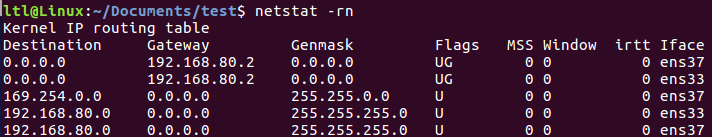 ltl@Linux:~/Documents/test$ netstat -rn
Kernel IP routing table
Destination     Gateway         Genmask         Flags   MSS Window  irtt Iface
0.0.0.0         192.168.80.2    0.0.0.0         UG        0 0          0 ens37
0.0.0.0         192.168.80.2    0.0.0.0         UG        0 0          0 ens33
169.254.0.0     0.0.0.0         255.255.0.0     U         0 0          0 ens37
192.168.80.0    0.0.0.0         255.255.255.0   U         0 0          0 ens33
192.168.80.0    0.0.0.0         255.255.255.0   U         0 0          0 ens37